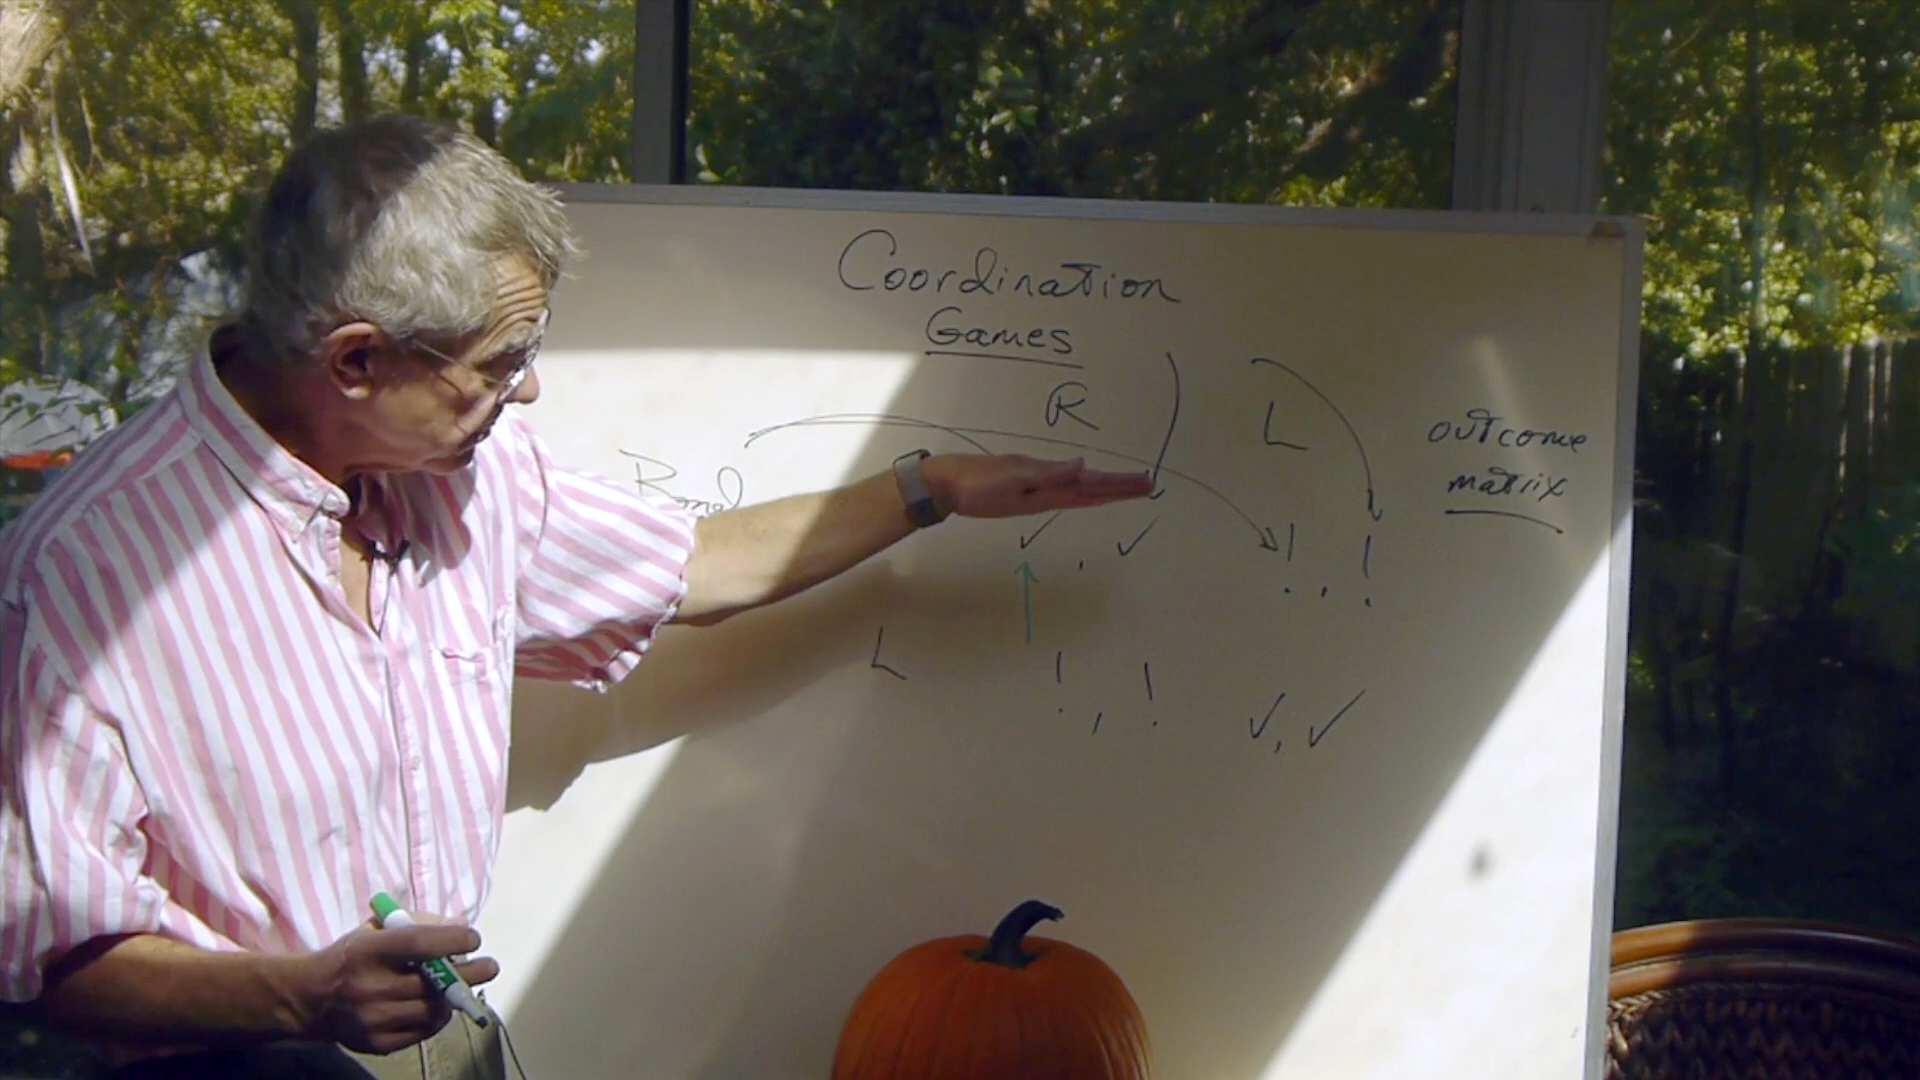 Coordination
Games
R L
outcome
matrix
✓, ✓ !, !
L !, ! ✓, ✓